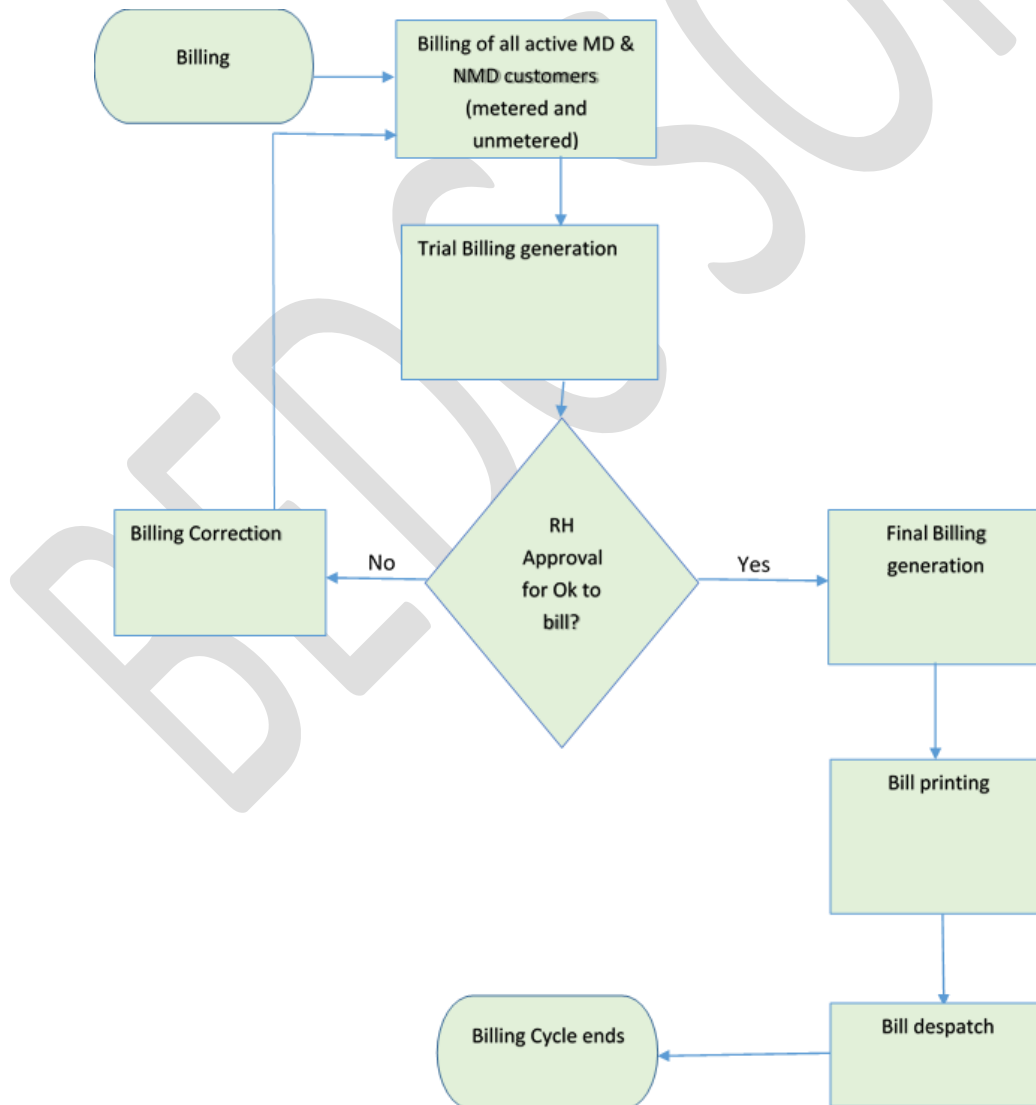 Billing
Billing of all active MD &
NMD customers
(metered and
unmetered)
Trial Billing generation
RH
Approval
for Ok to
bill?
No
Yes
Billing Correction
Final Billing
generation
Bill printing
Bill despatch
Billing Cycle ends